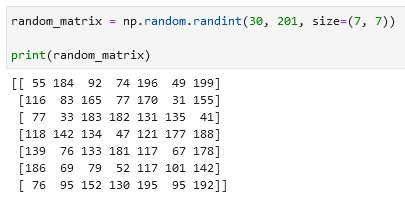 random_matrix = np.random.randint(30, 201, size=(7, 7))
print(random_matrix)
[[ 55 184  92  74 196  49 199]
 [116  83 165  77 170  31 155]
 [ 77  33 183 182 131 135  41]
 [118 142 134  47 121 177 188]
 [139  76 133 181 117  67 178]
 [186  69  79  52 117 101 142]
 [ 76  95 152 130 195  95 192]]